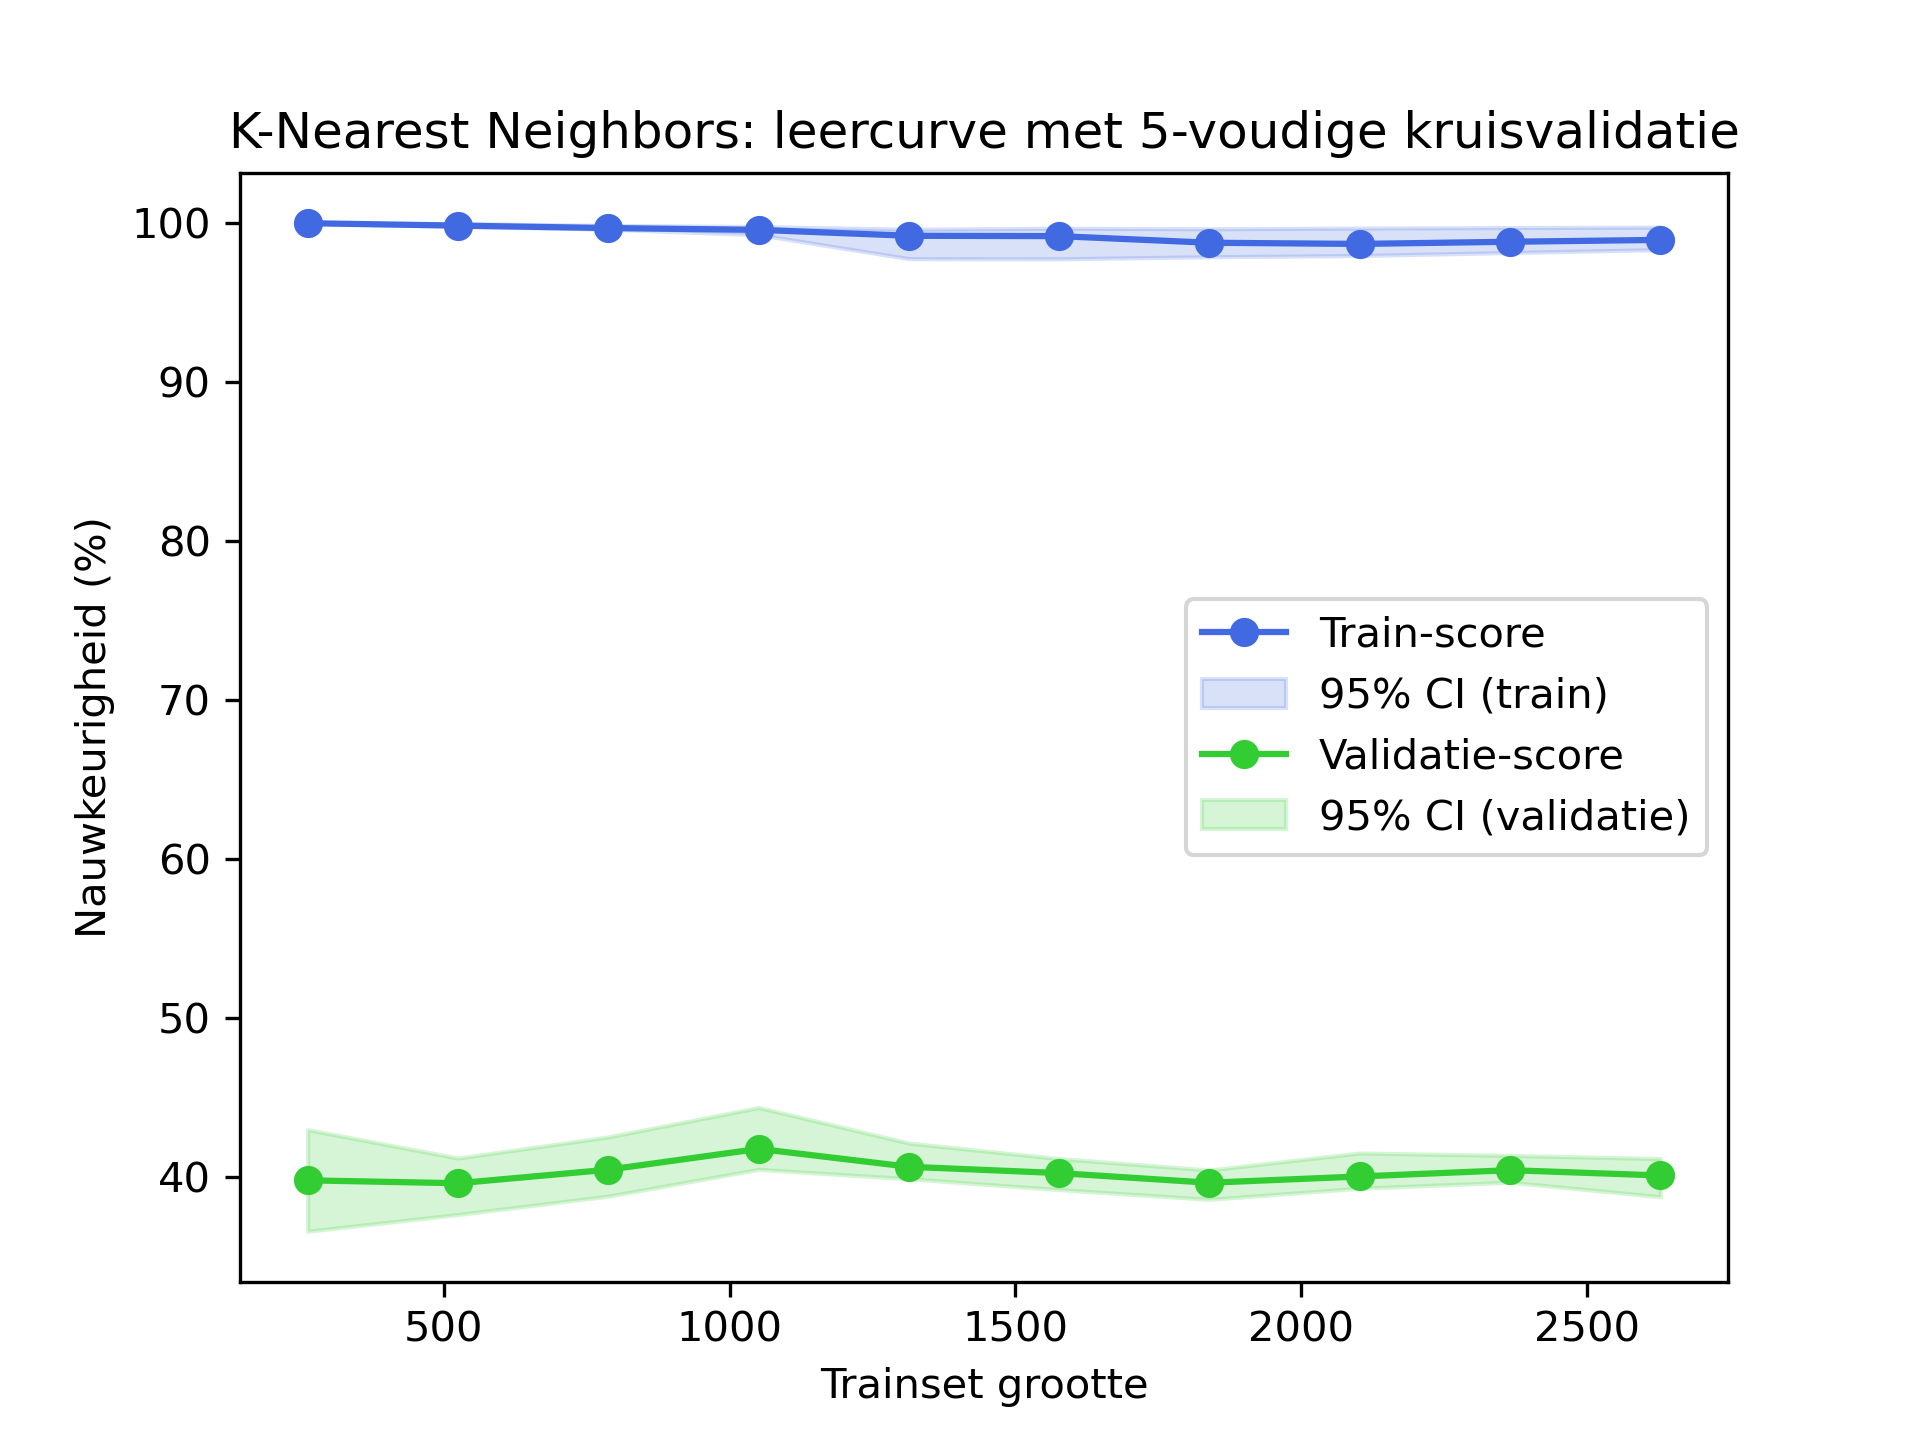 K-Nearest Neighbors: leercurve met 5-voudige kruisvalidatie
100
90
80
70
60
50
40
Nauwkeurigheid (%)
Train-score
95% CI (train)
Validatie-score
95% CI (validatie)
500 1000 1500 2000 2500
Trainset grootte